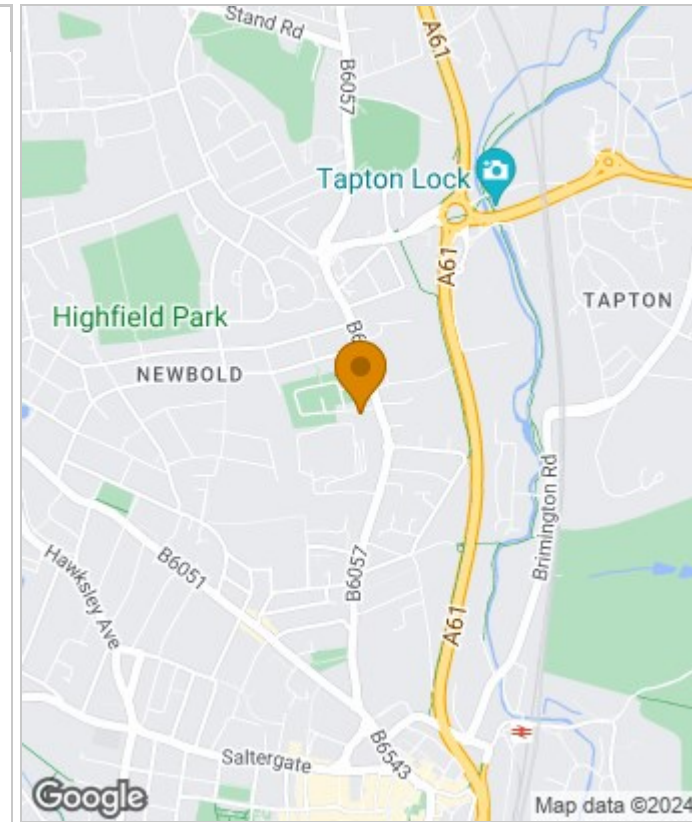 Stand Rd
B6057
A61
Tapton Lock
A61
TAPTON
Highfield Park
NEWBOLD
Brimington Rd
B6051
B6057
Hawksley Ave
A61
B6543
Saltergate
Google
Map data ©2024